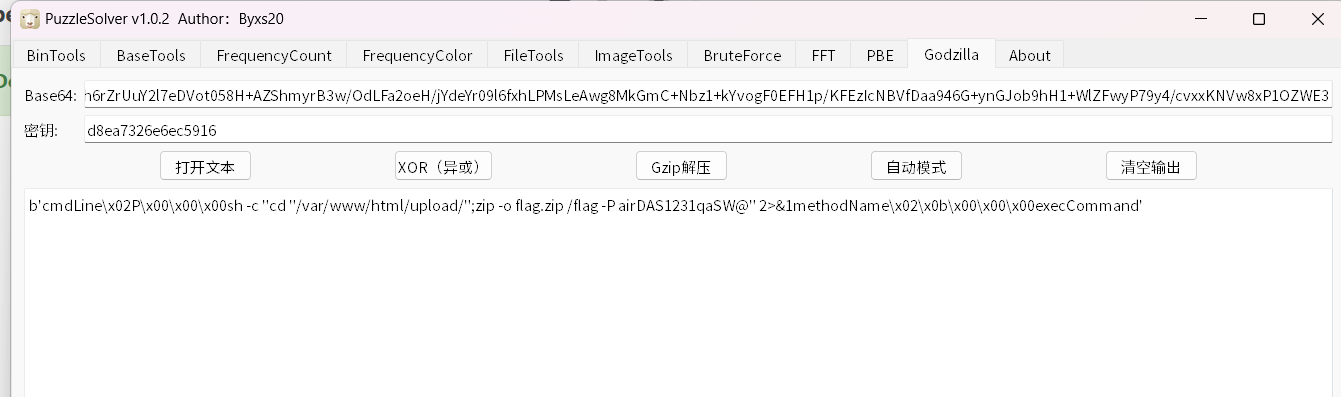 PuzzleSolver v1.0.2 Author: Byxs20
BinTools BaseTools FrequencyCount FrequencyColor FileTools ImageTools BruteForce FFT PBE Godzilla About
Base64: n6rZrUuY2l7eDVot058H+AZShmyrB3w/OdLFa2oeH/jYdeYr09l6fxhLPMsLeAwg8MkGmC+Nbz1+kYvogF0EFH1p/KFEzIcNBVfDaa946G+ynGJob9hH1+WlZFwyP79y4/cvxxKNVw8xP1OZWE3
密钥: d8ea7326e6ec5916
打开文本 XOR（异或） Gzip解压 自动模式 清空输出
b'cmdLine\x02P\x00\x00\x00sh -c "cd "/var/www/html/upload/";zip -o flag.zip /flag -P airDAS1231qaSW@" 2>&1methodName\x02\x0b\x00\x00\x00execCommand'